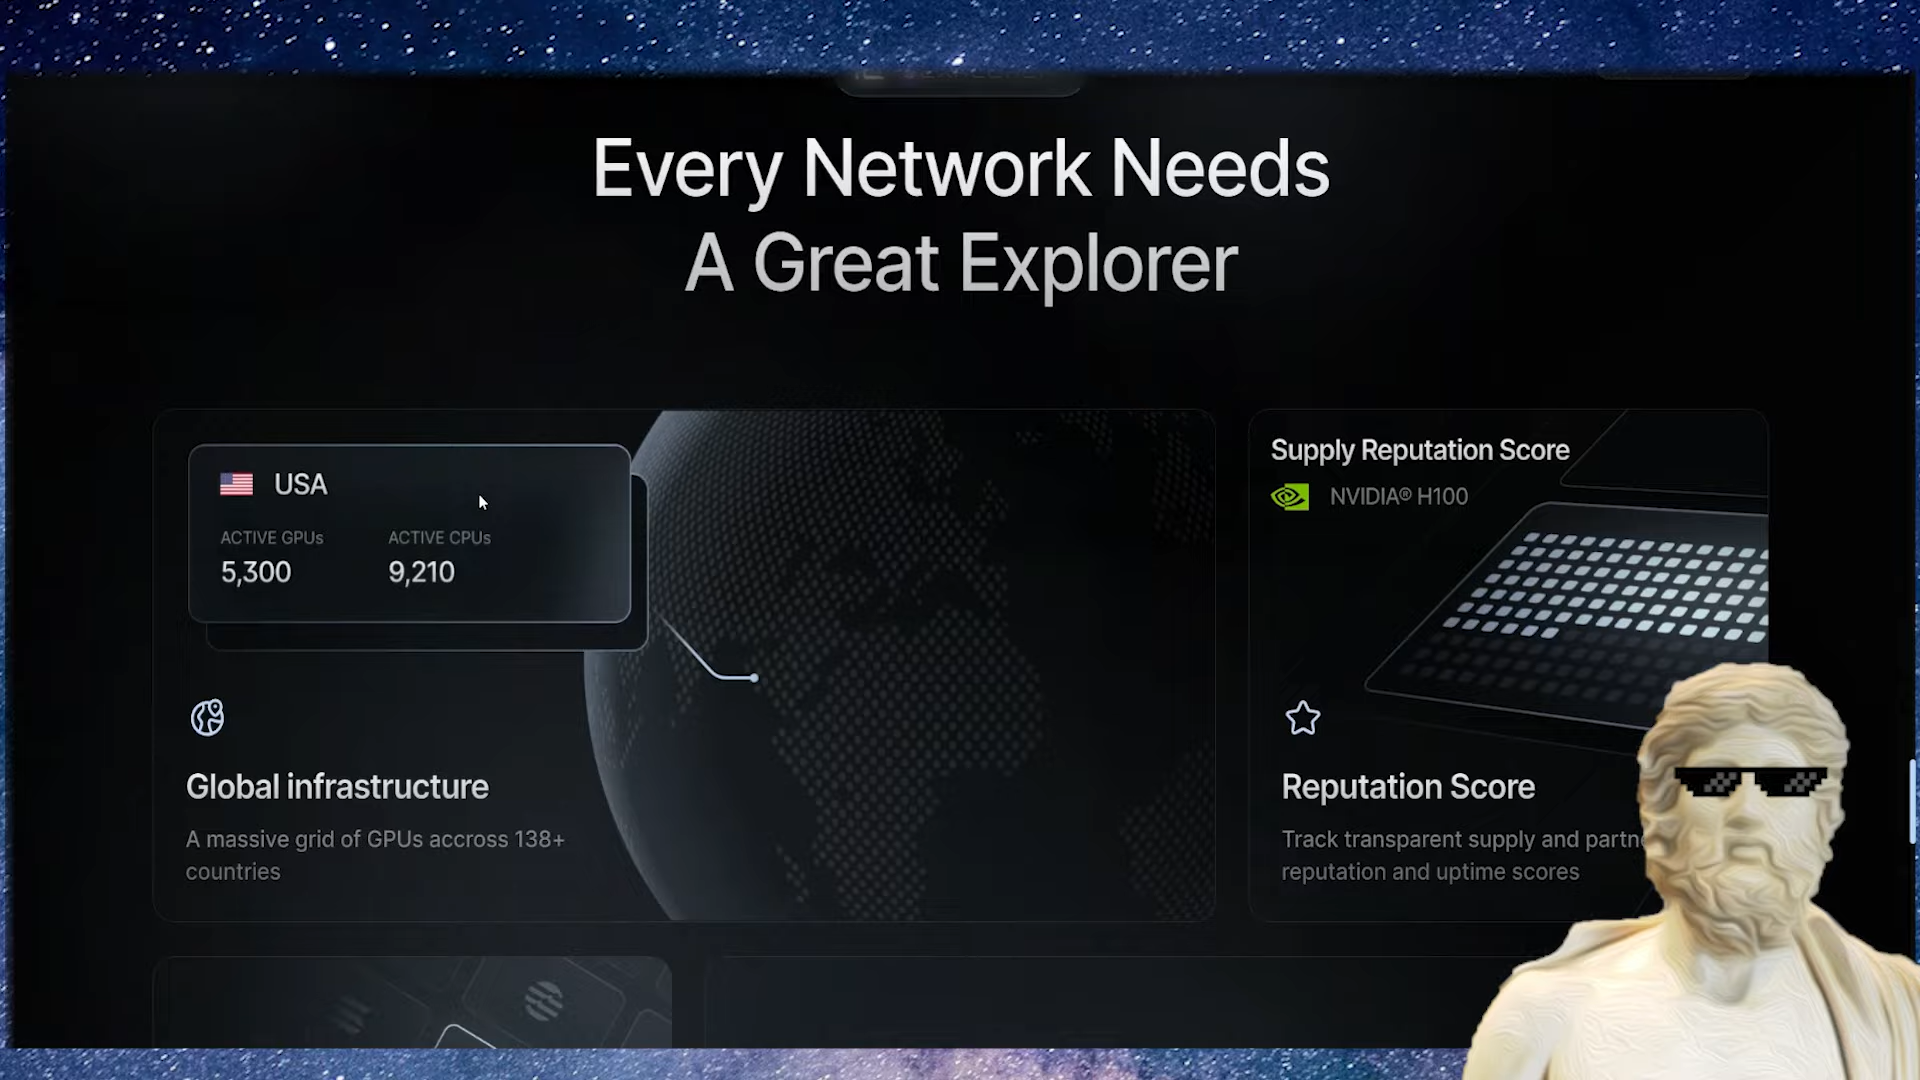 Every Network Needs
A Great Explorer
USA
ACTIVE GPUs
ACTIVE CPUs
5,300
9,210
Global infrastructure
A massive grid of GPUs accross 138+
countries
Supply Reputation Score
NVIDIA® H100
Reputation Score
Track transparent supply and
reputation and uptime scores